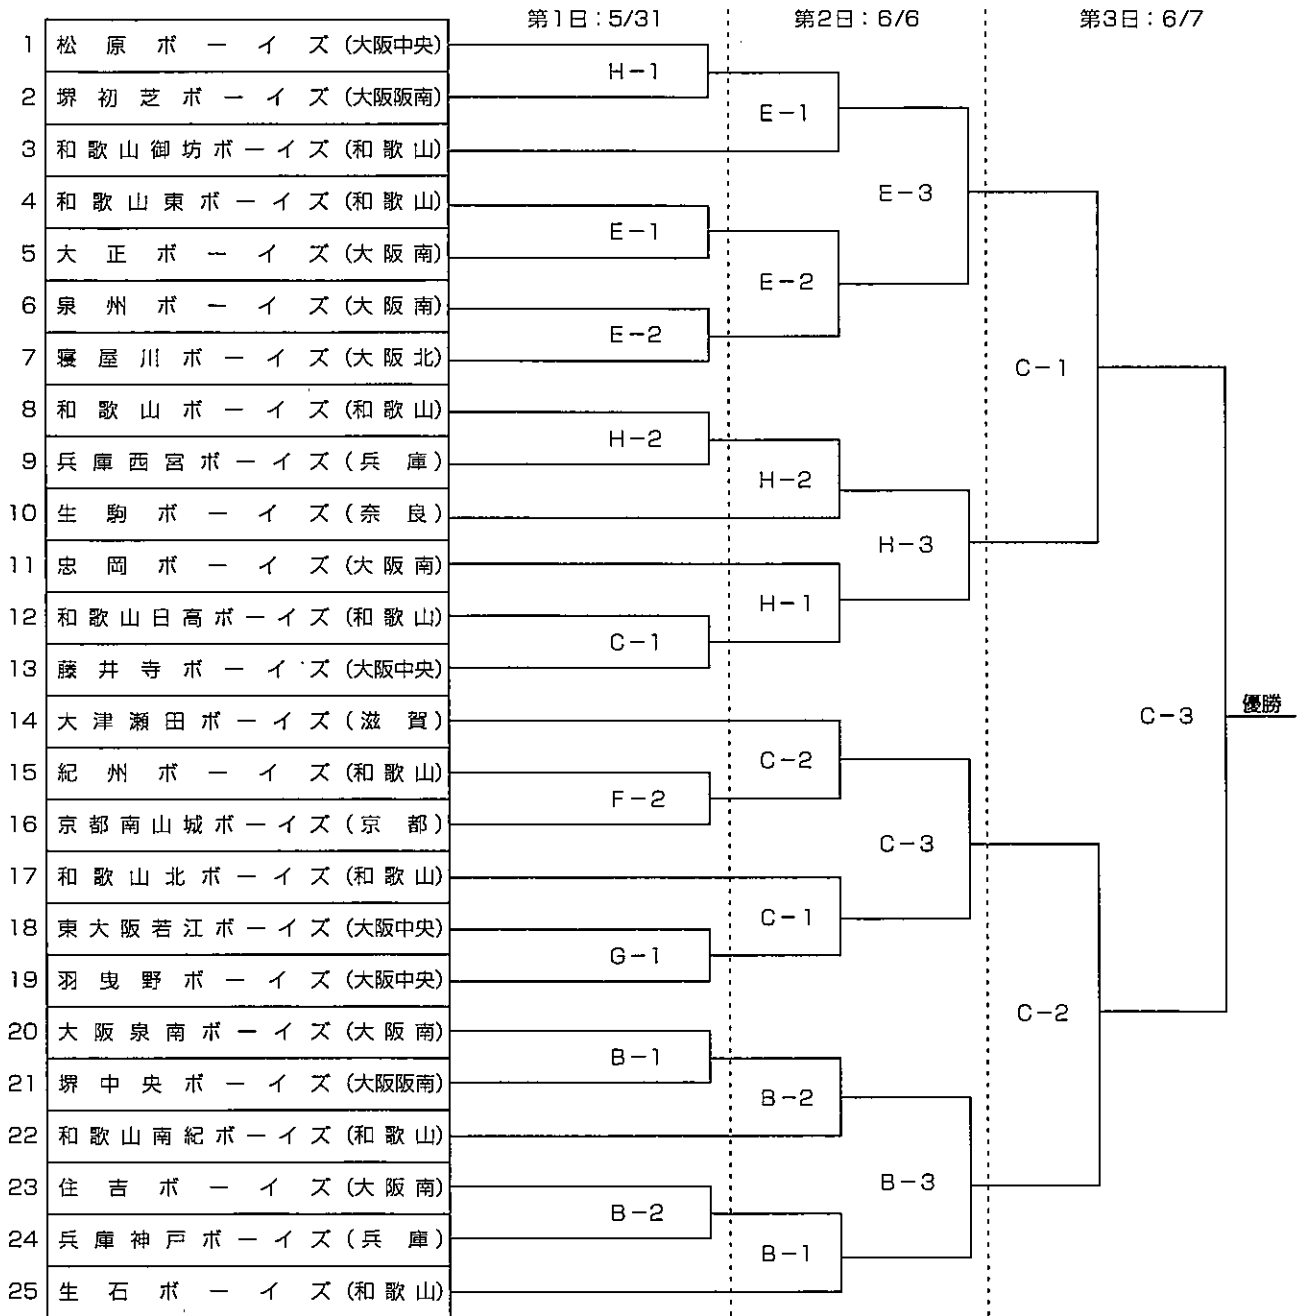 第1日：5/31 第2日：6/6 第3日：6/7
1 松原ボーイズ (大阪中央)
H-1
2 堺初芝ボーイズ (大阪阪南)
E-1
3 和歌山御坊ボーイズ (和歌山)
E-3
4 和歌山東ボーイズ (和歌山)
E-1
5 大正ボーイズ (大阪南)
E-2
6 泉州ボーイズ (大阪南)
E-2
7 寝屋川ボーイズ (大阪北)
C-1
8 和歌山ボーイズ (和歌山)
H-2
9 兵庫西宮ボーイズ (兵庫)
H-2
10 生駒ボーイズ (奈良)
H-3
11 忠岡ボーイズ (大阪南)
H-1
12 和歌山日高ボーイズ (和歌山)
C-1
13 藤井寺ボーイズ (大阪中央)
14 大津瀬田ボーイズ (滋賀)
C-3 優勝
C-2
15 紀州ボーイズ (和歌山)
F-2
16 京都南山城ボーイズ (京都)
C-3
17 和歌山北ボーイズ (和歌山)
C-1
18 東大阪若江ボーイズ (大阪中央)
G-1
19 羽曳野ボーイズ (大阪中央)
C-2
20 大阪泉南ボーイズ (大阪南)
B-1
21 堺中央ボーイズ (大阪阪南)
B-2
22 和歌山南紀ボーイズ (和歌山)
B-3
23 住吉ボーイズ (大阪南)
B-2
24 兵庫神戸ボーイズ (兵庫)
B-1
25 生石ボーイズ (和歌山)